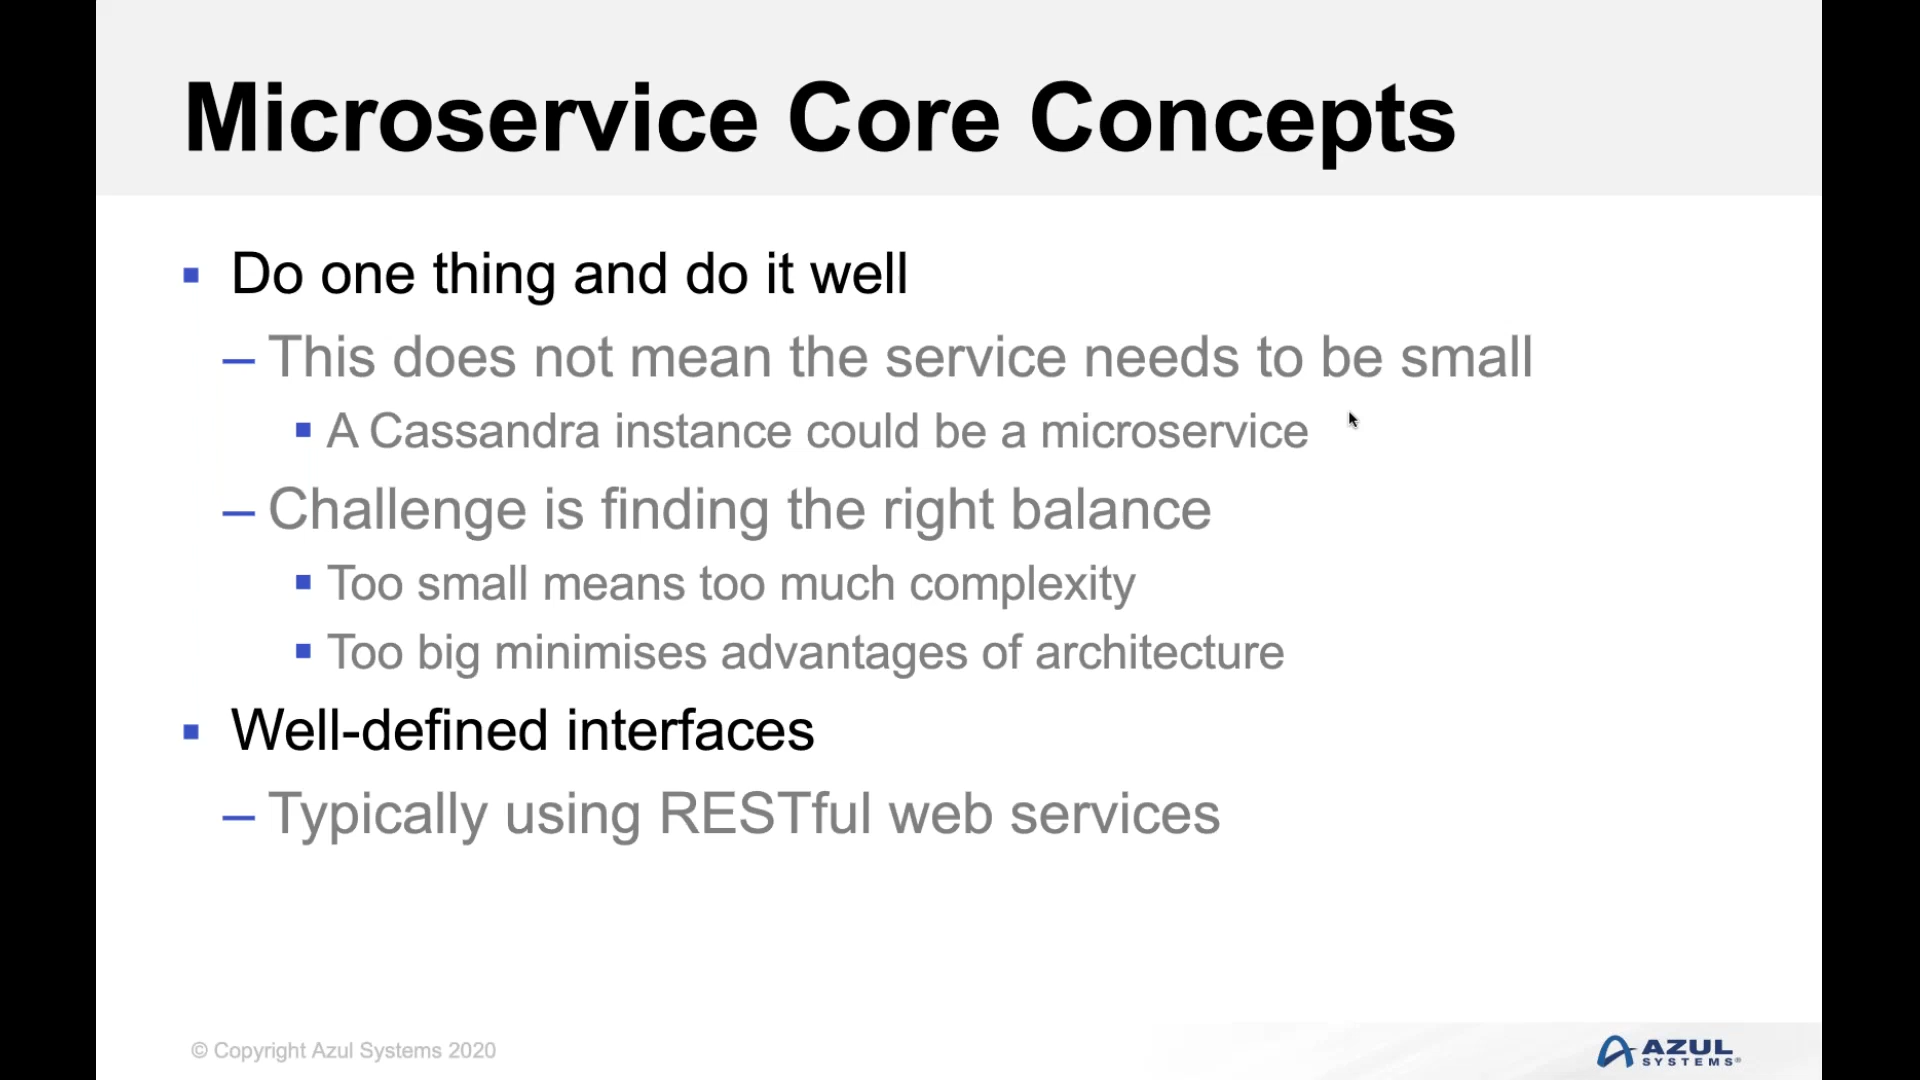 Microservice Core Concepts
▪ Do one thing and do it well
– This does not mean the service needs to be small
▪ A Cassandra instance could be a microservice
– Challenge is finding the right balance
▪ Too small means too much complexity
▪ Too big minimises advantages of architecture
▪ Well-defined interfaces
– Typically using RESTful web services
© Copyright Azul Systems 2020
AZUL
SYSTEMS®